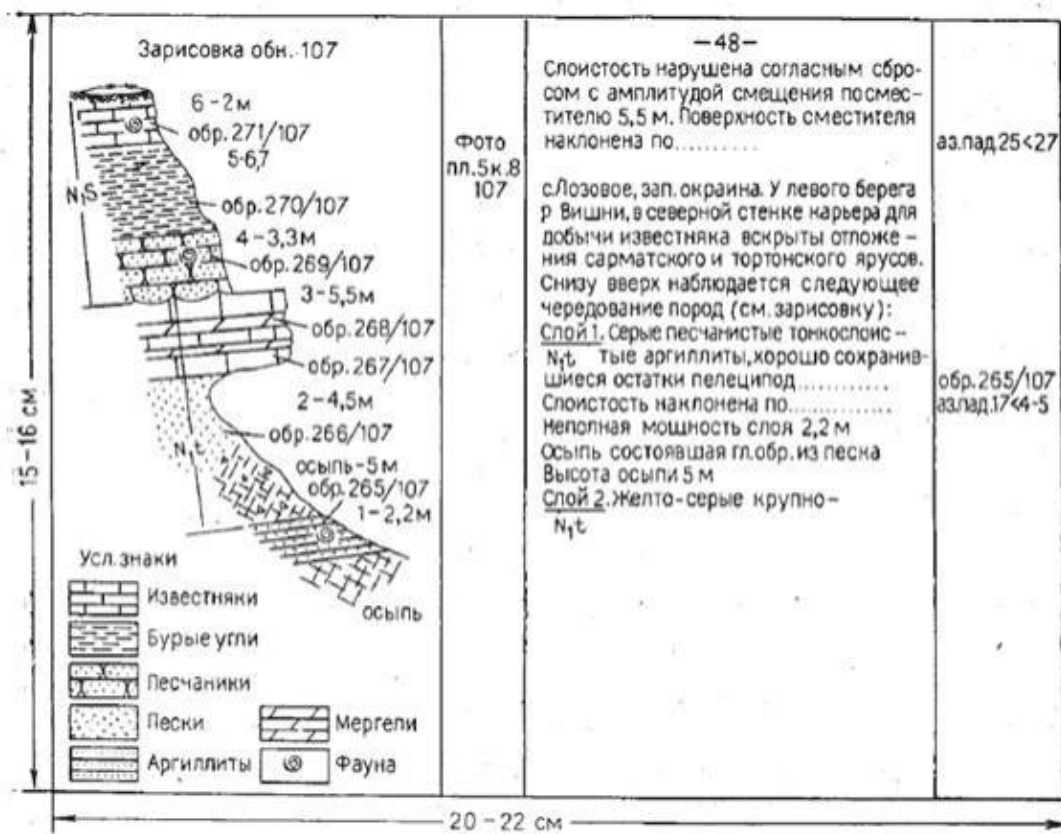 Зарисовка обн. 107
6-2м
обр. 271/107
5-6,7
N₁S
обр. 270/107
4-3,3м
обр. 269/107
3-5,5м
обр. 268/107
обр. 267/107
2-4,5м
обр. 266/107
N₁t
осыпь-5м
обр. 265/107
1-2,2м
осыпь
Усл. знаки
Известняки
Бурые угли
Песчаники
Пески
Мергели
Аргиллиты
Фауна
Фото
пл.5к.8
107
-48-
Слоистость нарушена согласным сбро-
сом с амплитудой смещения посмес-
тителю 5,5 м. Поверхность сместителя
наклонена по.........
аз.пад.25<27
с.Лозовое, зап. окраина. У левого берега
р Вишни, в северной стенке карьера для
добычи известняка вскрыты отложе-
ния сарматского и тортонского ярусов.
Снизу вверх наблюдается следующее
чередование пород (см. зарисовку):
Слой 1. Серые песчанистые тонкослоис-
N₁t тые аргиллиты, хорошо сохранив-
шиеся остатки пелеципод............
обр. 265/107
Слоистость наклонена по............
аз.пад.17<4-5
Неполная мощность слоя 2,2 м
Осыпь состоявшая гл.обр. из песка
Высота осыпи 5 м
Слой 2. Желто-серые крупно-
N₁t
15-16 см
20-22 см